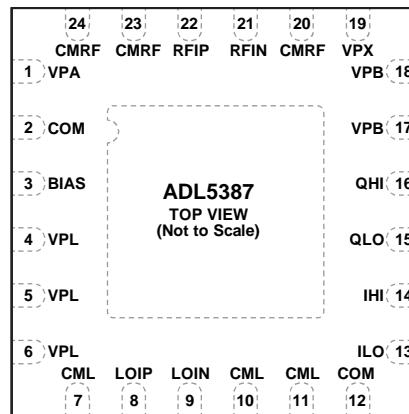 24 23 22 21 20 19
CMRF CMRF RFIP RFIN CMRF VPX
1 VPA VPB 18
2 COM VPB 17
3 BIAS QHI 16
ADL5387
TOP VIEW
(Not to Scale)
4 VPL QLO 15
5 VPL IHI 14
6 VPL ILO 13
CML LOIP LOIN CML CML COM
7 8 9 10 11 12